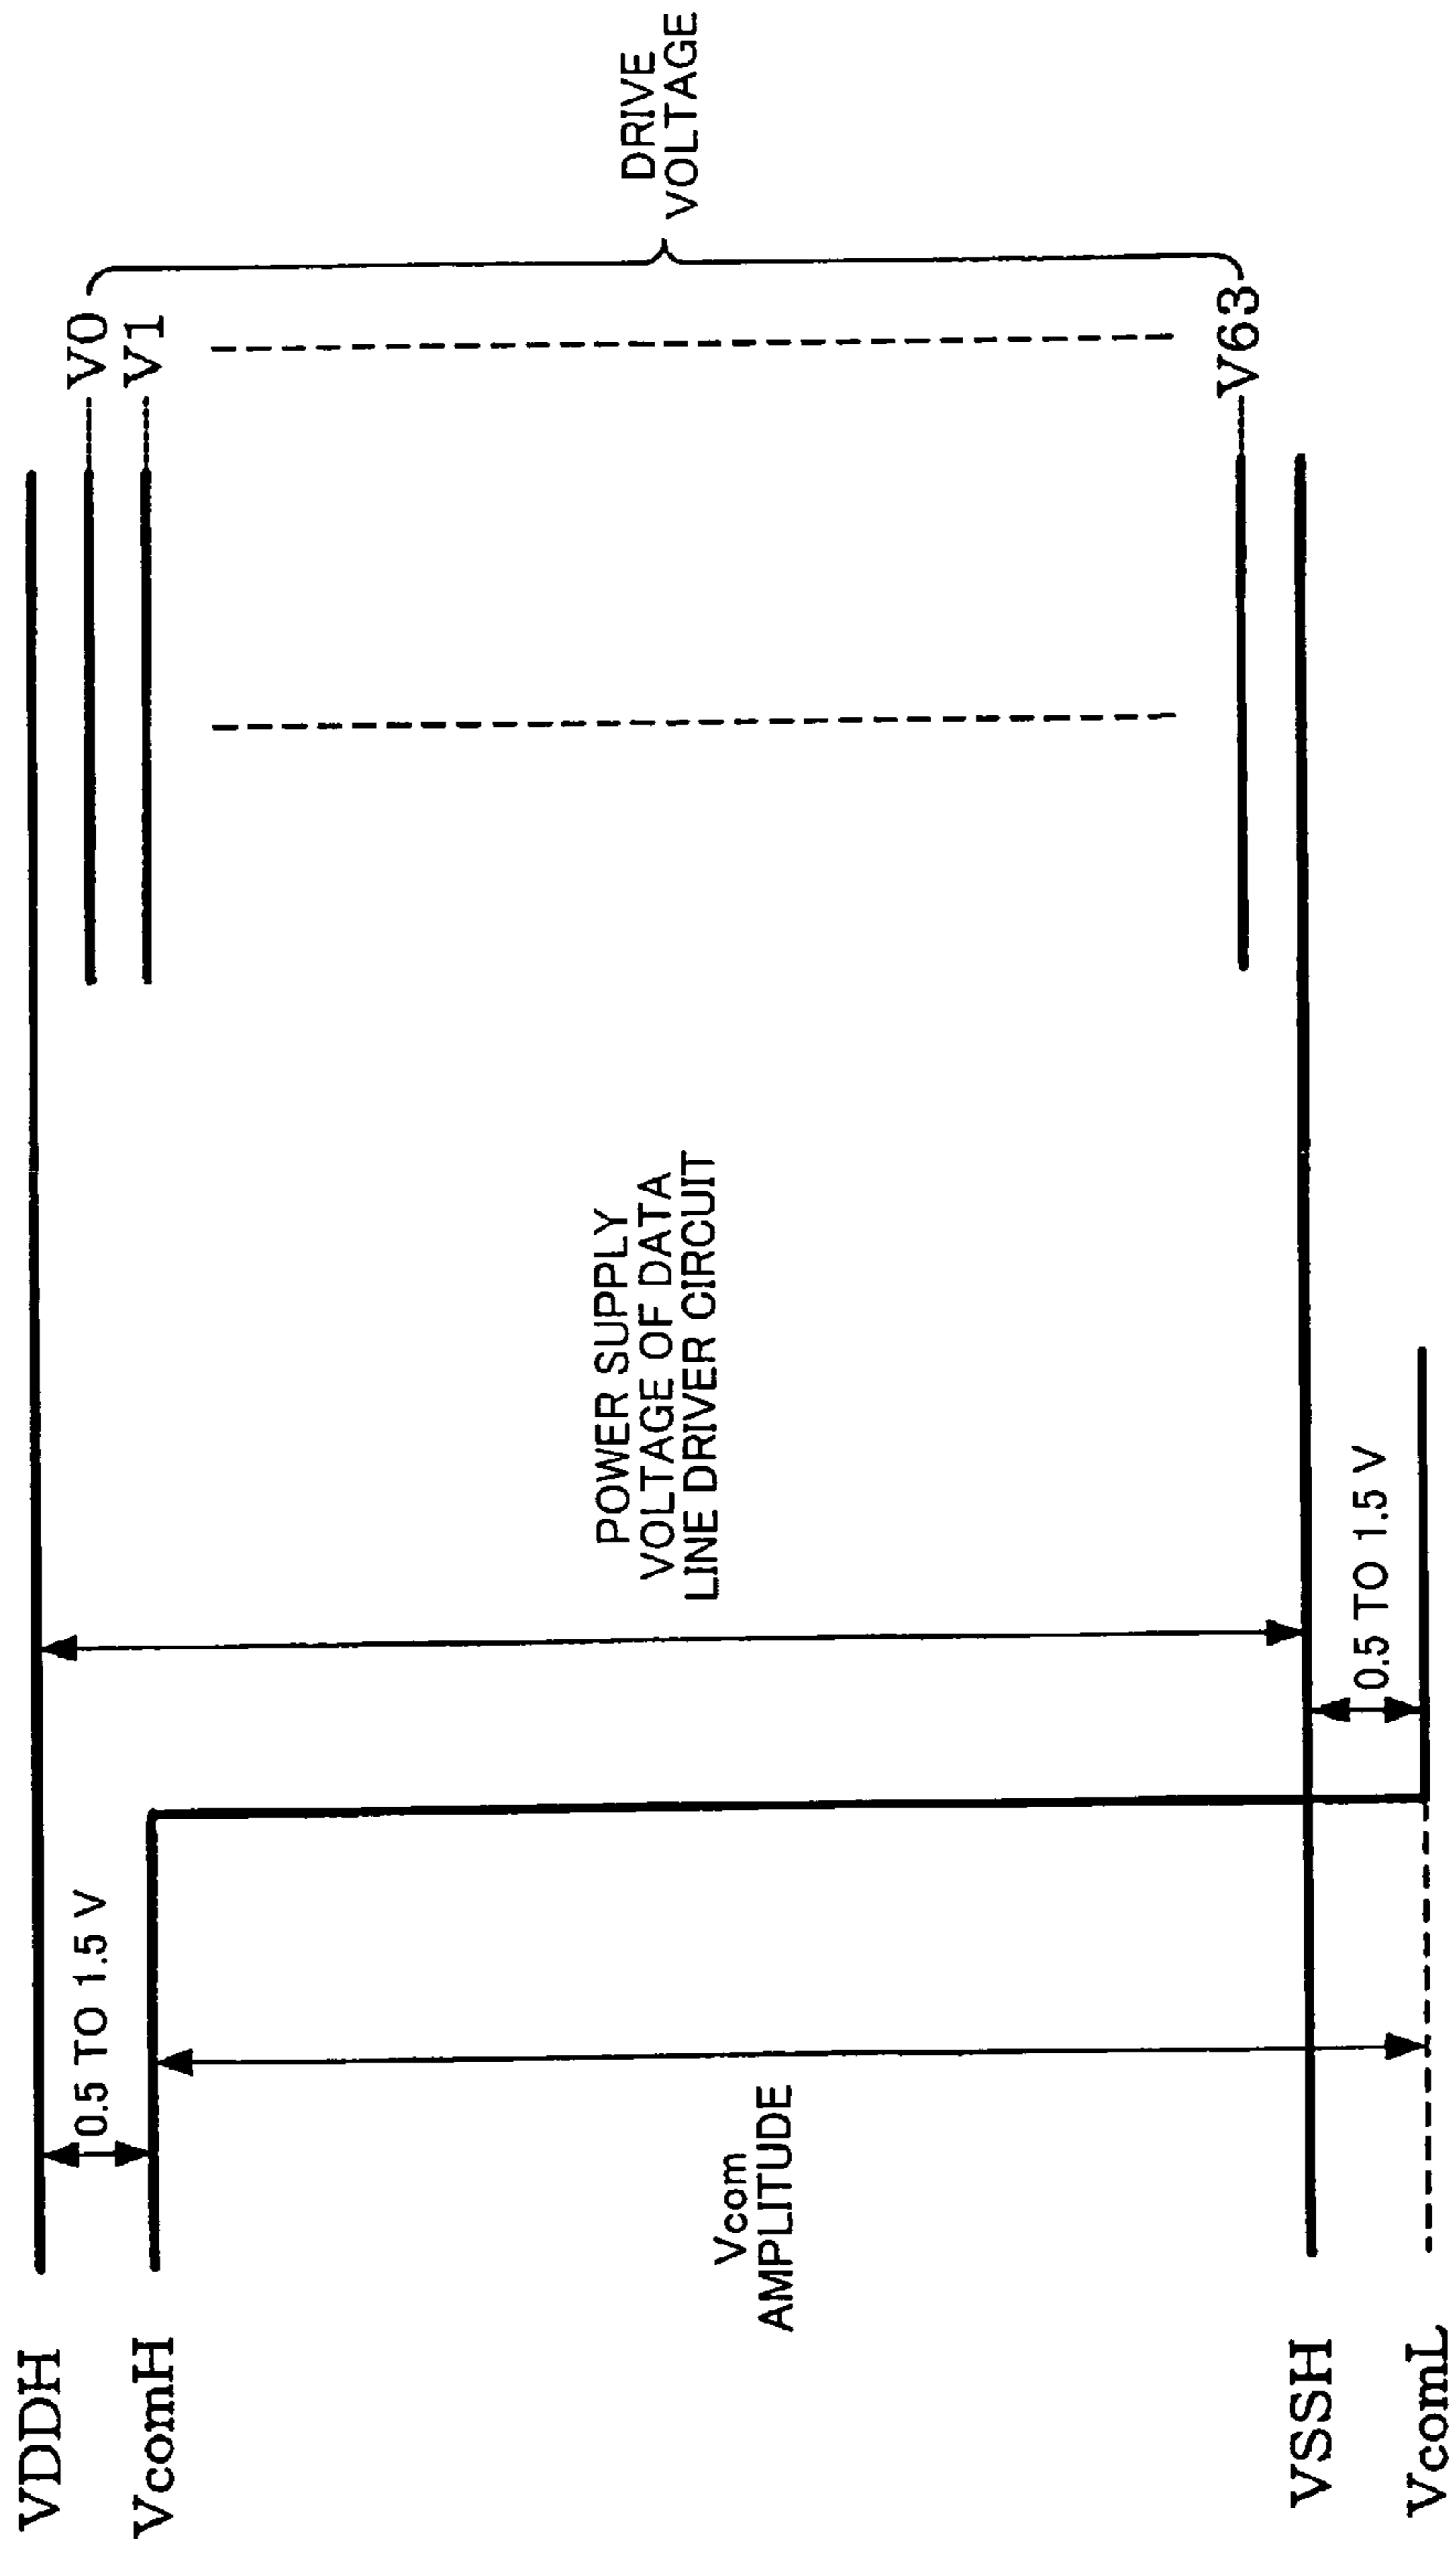 VDDH
VcomH
0.5 TO 1.5 V
Vcom
AMPLITUDE
POWER SUPPLY
VOLTAGE OF DATA
LINE DRIVER CIRCUIT
0.5 TO 1.5 V
VSSH
VcomL
V0
V1
V63
DRIVE
VOLTAGE